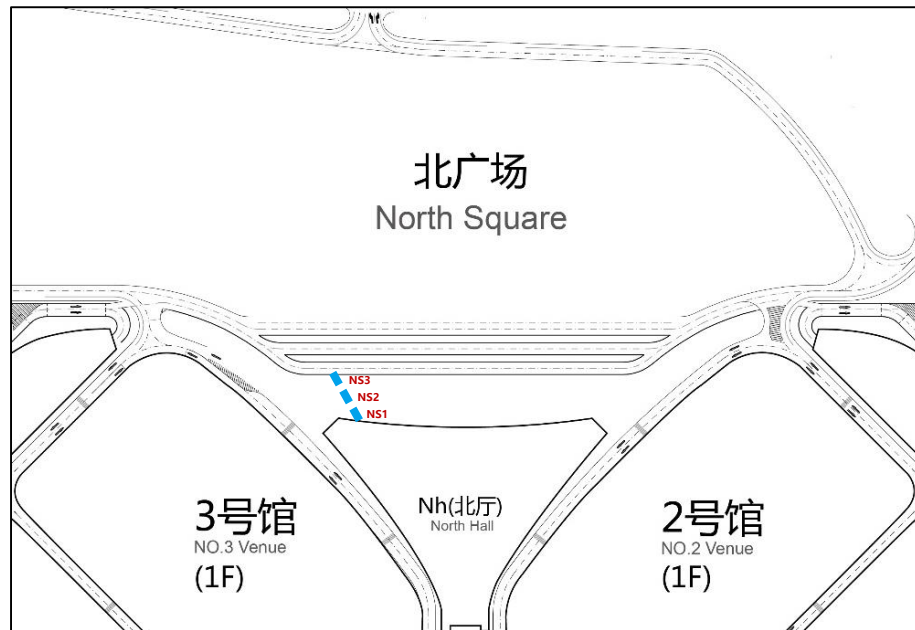 北广场
North Square
NS3
NS2
NS1
Nh(北厅)
North Hall
3号馆
NO.3 Venue
(1F)
2号馆
NO.2 Venue
(1F)